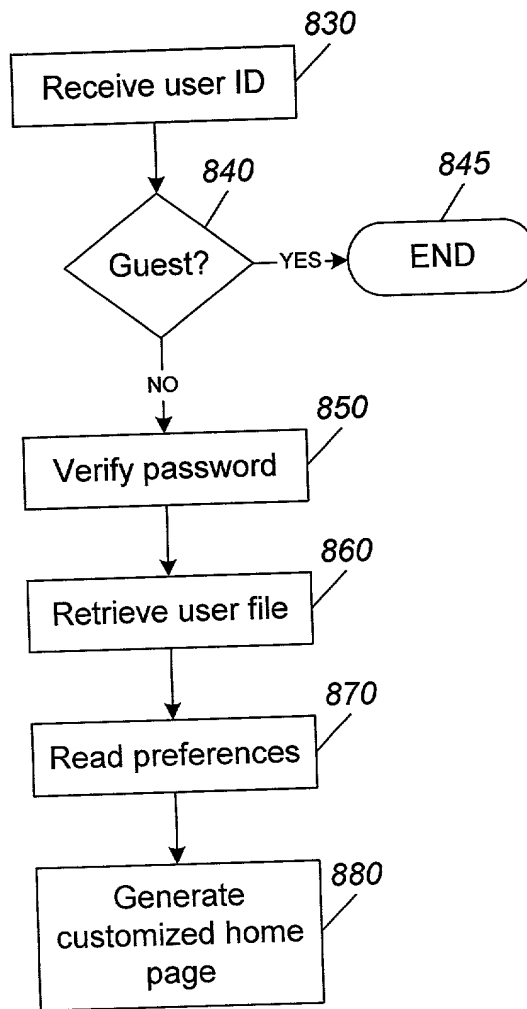 830
Receive user ID
840
845
Guest?
YES
END
NO
850
Verify password
860
Retrieve user file
870
Read preferences
880
Generate
customized home
page